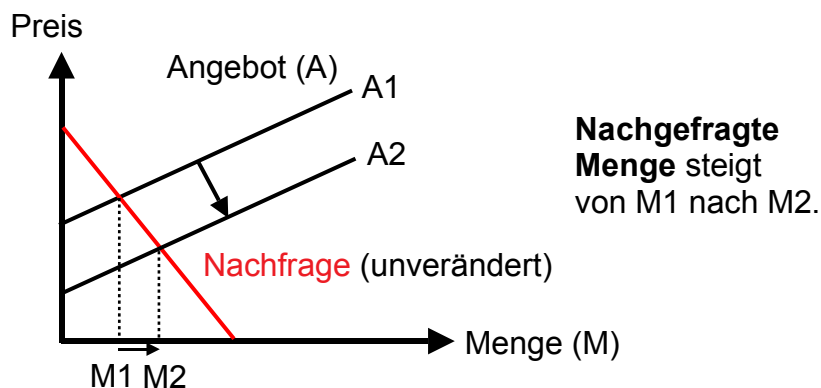 Preis
Angebot (A)
A1
A2
Nachgefragte
Menge steigt
von M1 nach M2.
Nachfrage (unverändert)
Menge (M)
M1 M2